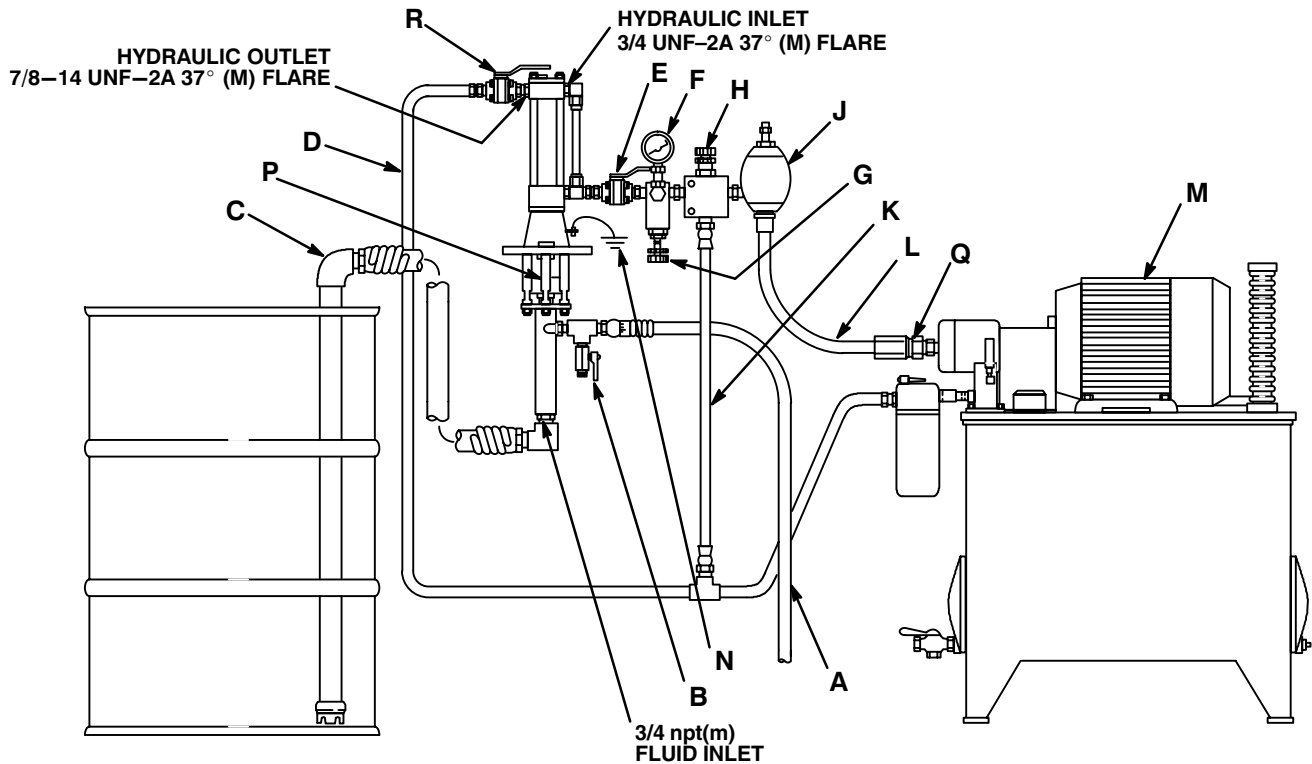 R
HYDRAULIC INLET
3/4 UNF–2A 37° (M) FLARE
HYDRAULIC OUTLET
7/8–14 UNF–2A 37° (M) FLARE
E
F
H
J
D
P
G
K
M
C
L
Q
N
B
A
3/4 npt(m)
FLUID INLET